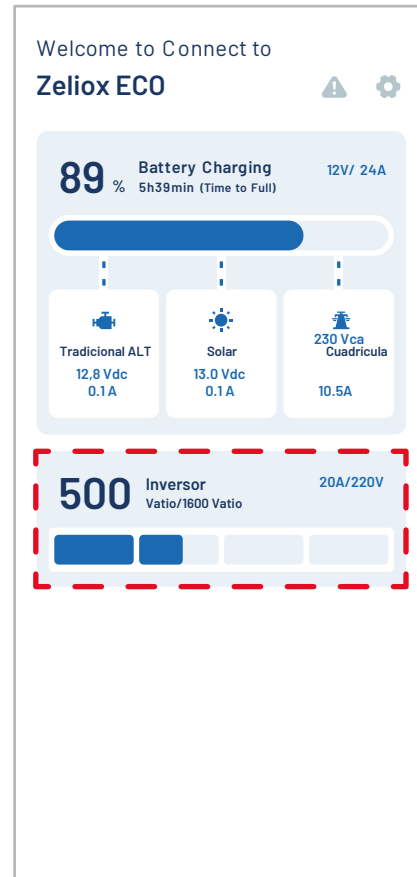 Welcome to Connect to
Zeliox ECO
89 % Battery Charging 12V/ 24A
5h39min (Time to Full)
Tradicional ALT
12,8 Vdc
0.1 A
Solar
13.0 Vdc
0.1 A
230 Vca
Cuadrícula
10.5A
500 Inversor 20A/220V
Vatio/1600 Vatio